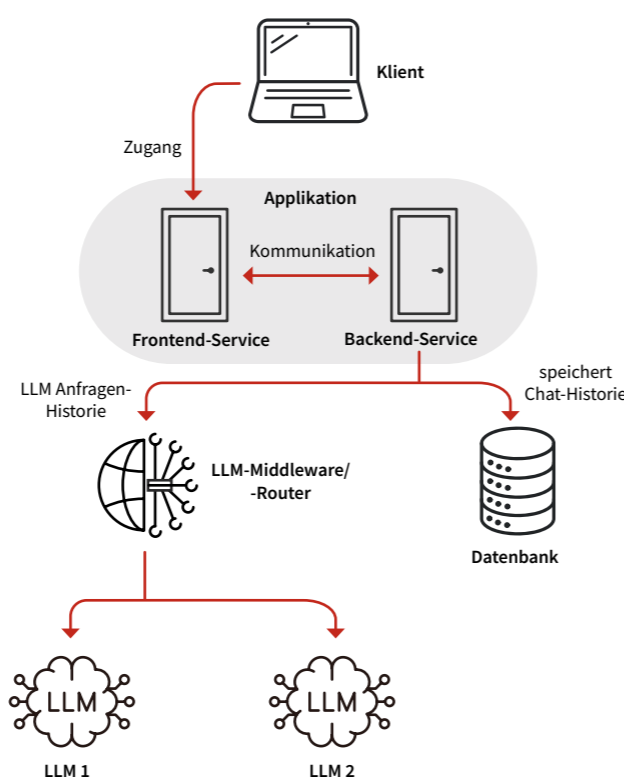 Klient
Zugang
Applikation
Kommunikation
Frontend-Service
Backend-Service
LLM Anfragen-
Historie
speichert
Chat-Historie
LLM-Middleware/
-Router
Datenbank
LLM
LLM
LLM 1
LLM 2